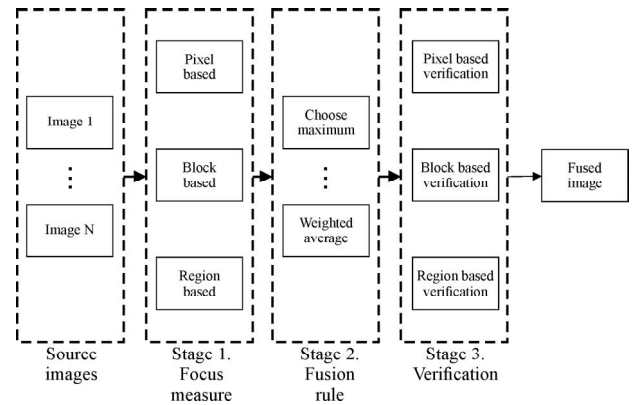 Image 1
Image N
Source
images
Pixel
based
Block
based
Region
based
Stage 1.
Focus
measure
Choose
maximum
Weighted
average
Stage 2.
Fusion
rule
Pixel based
verification
Block based
verification
Region based
verification
Stage 3.
Verification
Fused
image